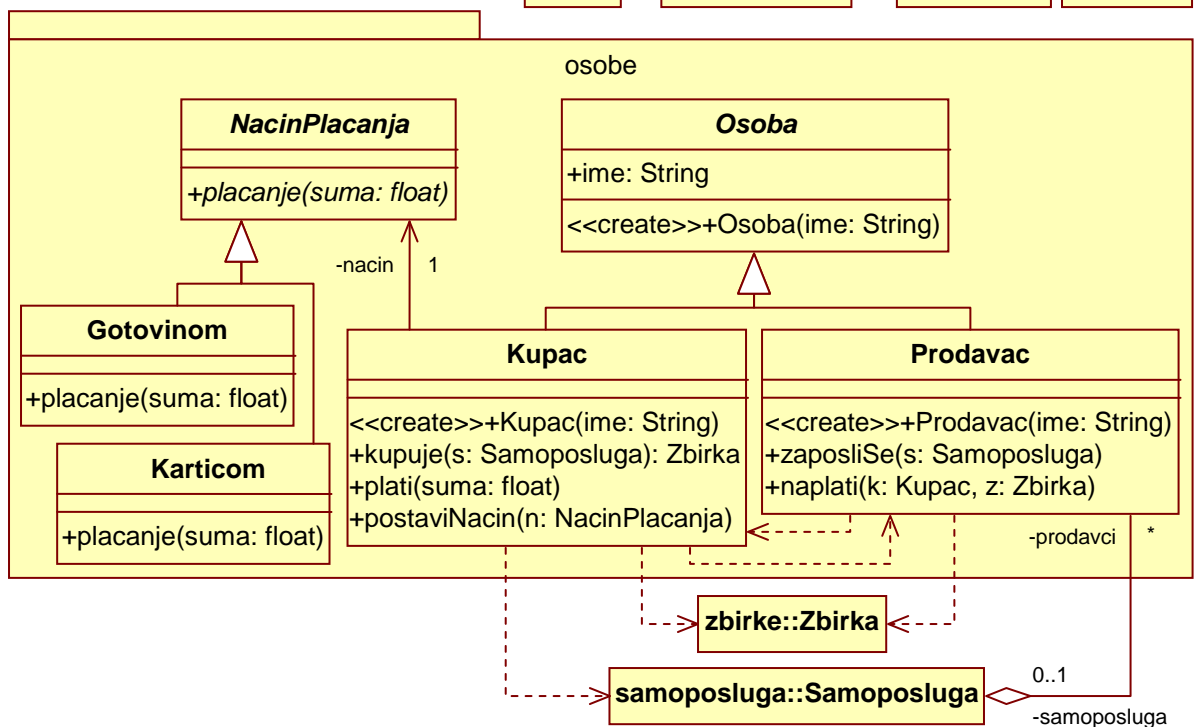 osobe
NacinPlacanja
+placanje(suma: float)
Osoba
+ime: String
<<create>>+Osoba(ime: String)
-nacin
1
Gotovinom
+placanje(suma: float)
Karticom
+placanje(suma: float)
Kupac
<<create>>+Kupac(ime: String)
+kupuje(s: Samoposluga): Zbirka
+plati(suma: float)
+postaviNacin(n: NacinPlacanja)
Prodavac
<<create>>+Prodavac(ime: String)
+zaposliSe(s: Samoposluga)
+naplati(k: Kupac, z: Zbirka)
-prodavci
*
zbirke::Zbirka
samoposluga::Samoposluga
0..1
-samoposluga